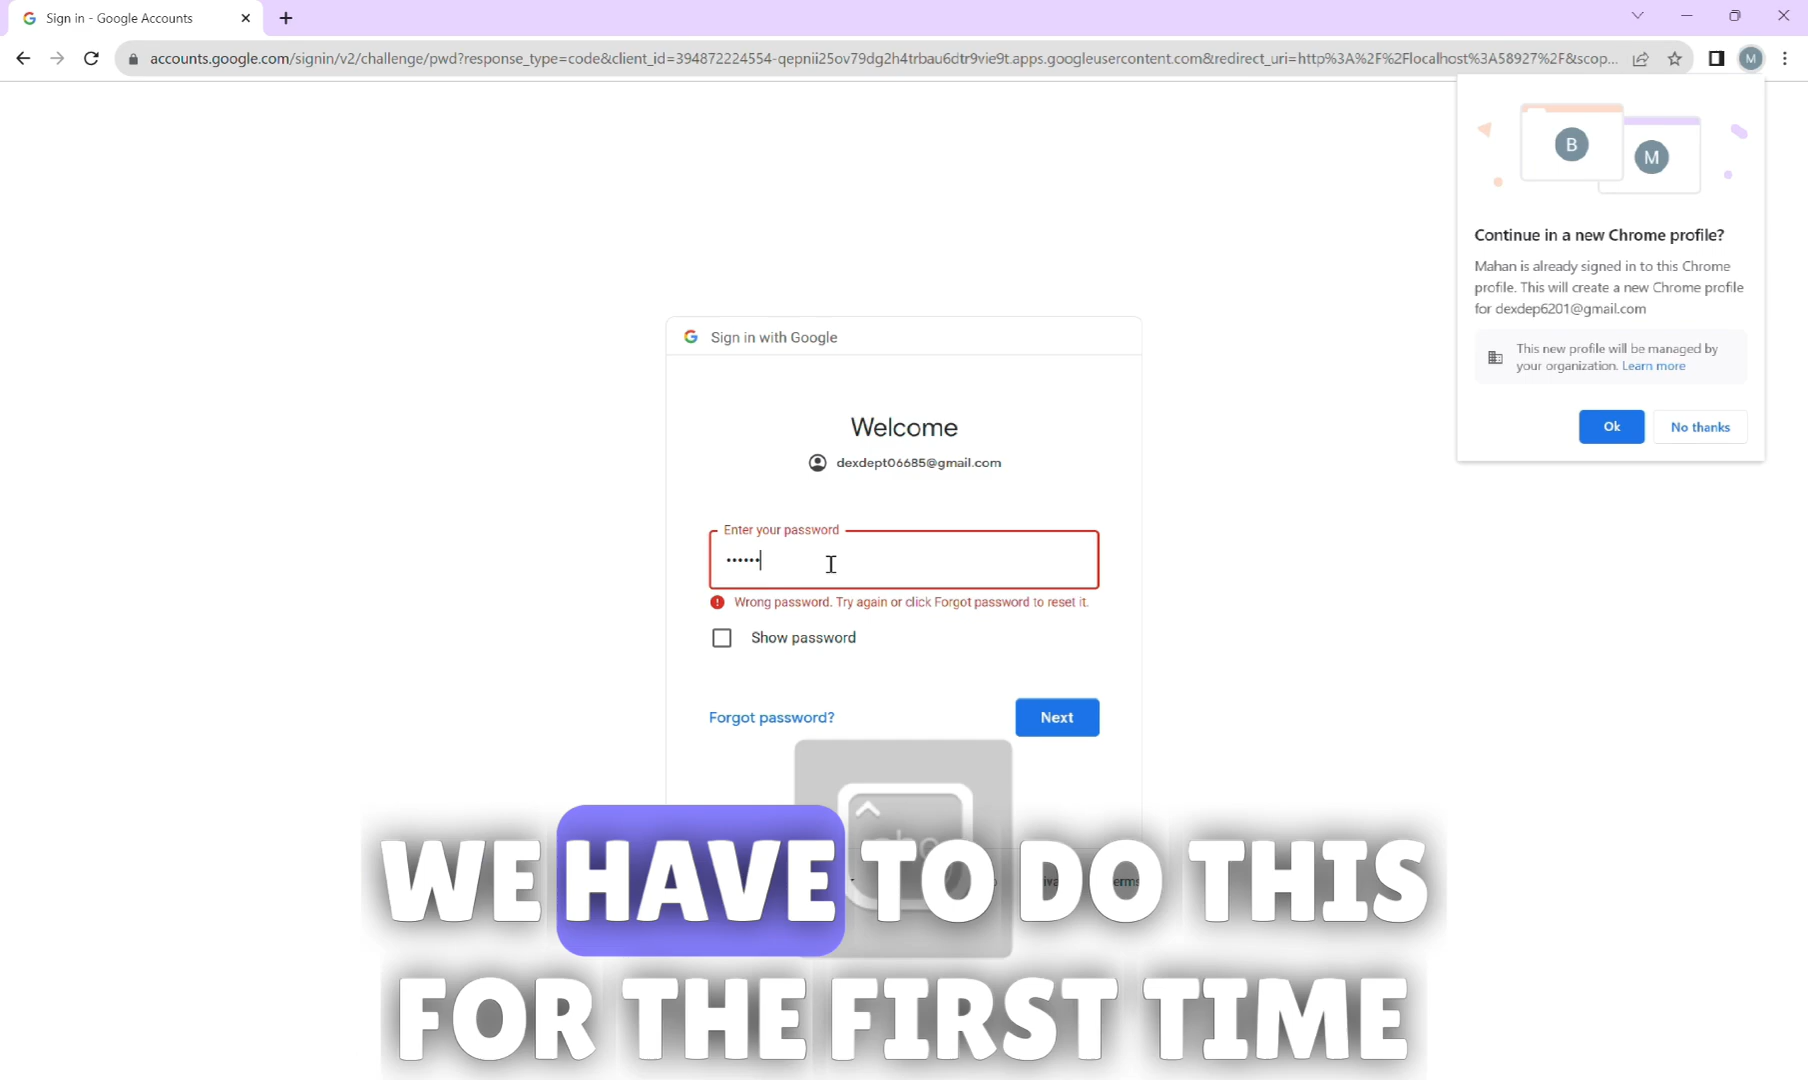 Sign in - Google Accounts
accounts.google.com/signin/v2/challenge/pwd?response_type=code&client_id=394872224554-qepnii25ov79dg2h4trbau6dtr9vie9t.apps.googleusercontent.com&redirect_uri=http%3A%2F%2Flocalhost%3A58927%2F&scop...
M
B
M
Continue in a new Chrome profile?
Mahan is already signed in to this Chrome
profile. This will create a new Chrome profile
for dexdep6201@gmail.com
This new profile will be managed by
your organization. Learn more
Ok
No thanks
Sign in with Google
Welcome
dexdept06685@gmail.com
Enter your password
Wrong password. Try again or click Forgot password to reset it.
Show password
Forgot password?
Next
WE HAVE TO DO THIS
FOR THE FIRST TIME